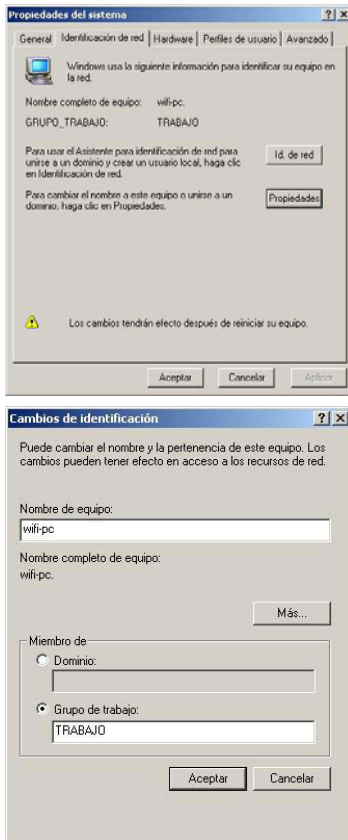 Propiedades del sistema
General Identificación de red Hardware Perfiles de usuario Avanzado
Windows usa la siguiente información para identificar su equipo en
la red.
Nombre completo de equipo: wifi-pc.
GRUPO_TRABAJO: TRABAJO
Para usar el Asistente para identificación de red para
unirse a un dominio y crear un usuario local, haga clic
en Identificación de red.
Id. de red
Para cambiar el nombre a este equipo o unirse a un
dominio, haga clic en Propiedades.
Propiedades
Los cambios tendrán efecto después de reiniciar su equipo.
Aceptar Cancelar Aplicar
Cambios de identificación
Puede cambiar el nombre y la pertenencia de este equipo. Los
cambios pueden tener efecto en acceso a los recursos de red.
Nombre de equipo:
wifi-pc
Nombre completo de equipo:
wifi-pc.
Más...
Miembro de
Dominio:
Grupo de trabajo:
TRABAJO
Aceptar Cancelar